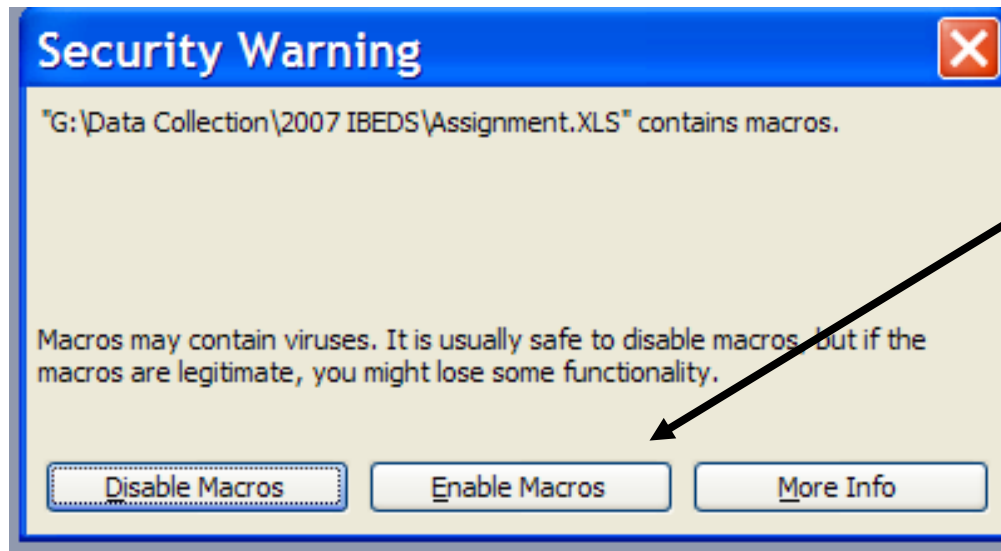 Security Warning
"G:\Data Collection\2007 IBEDS\Assignment.XLS" contains macros.
Macros may contain viruses. It is usually safe to disable macros, but if the
macros are legitimate, you might lose some functionality.
Disable Macros
Enable Macros
More Info